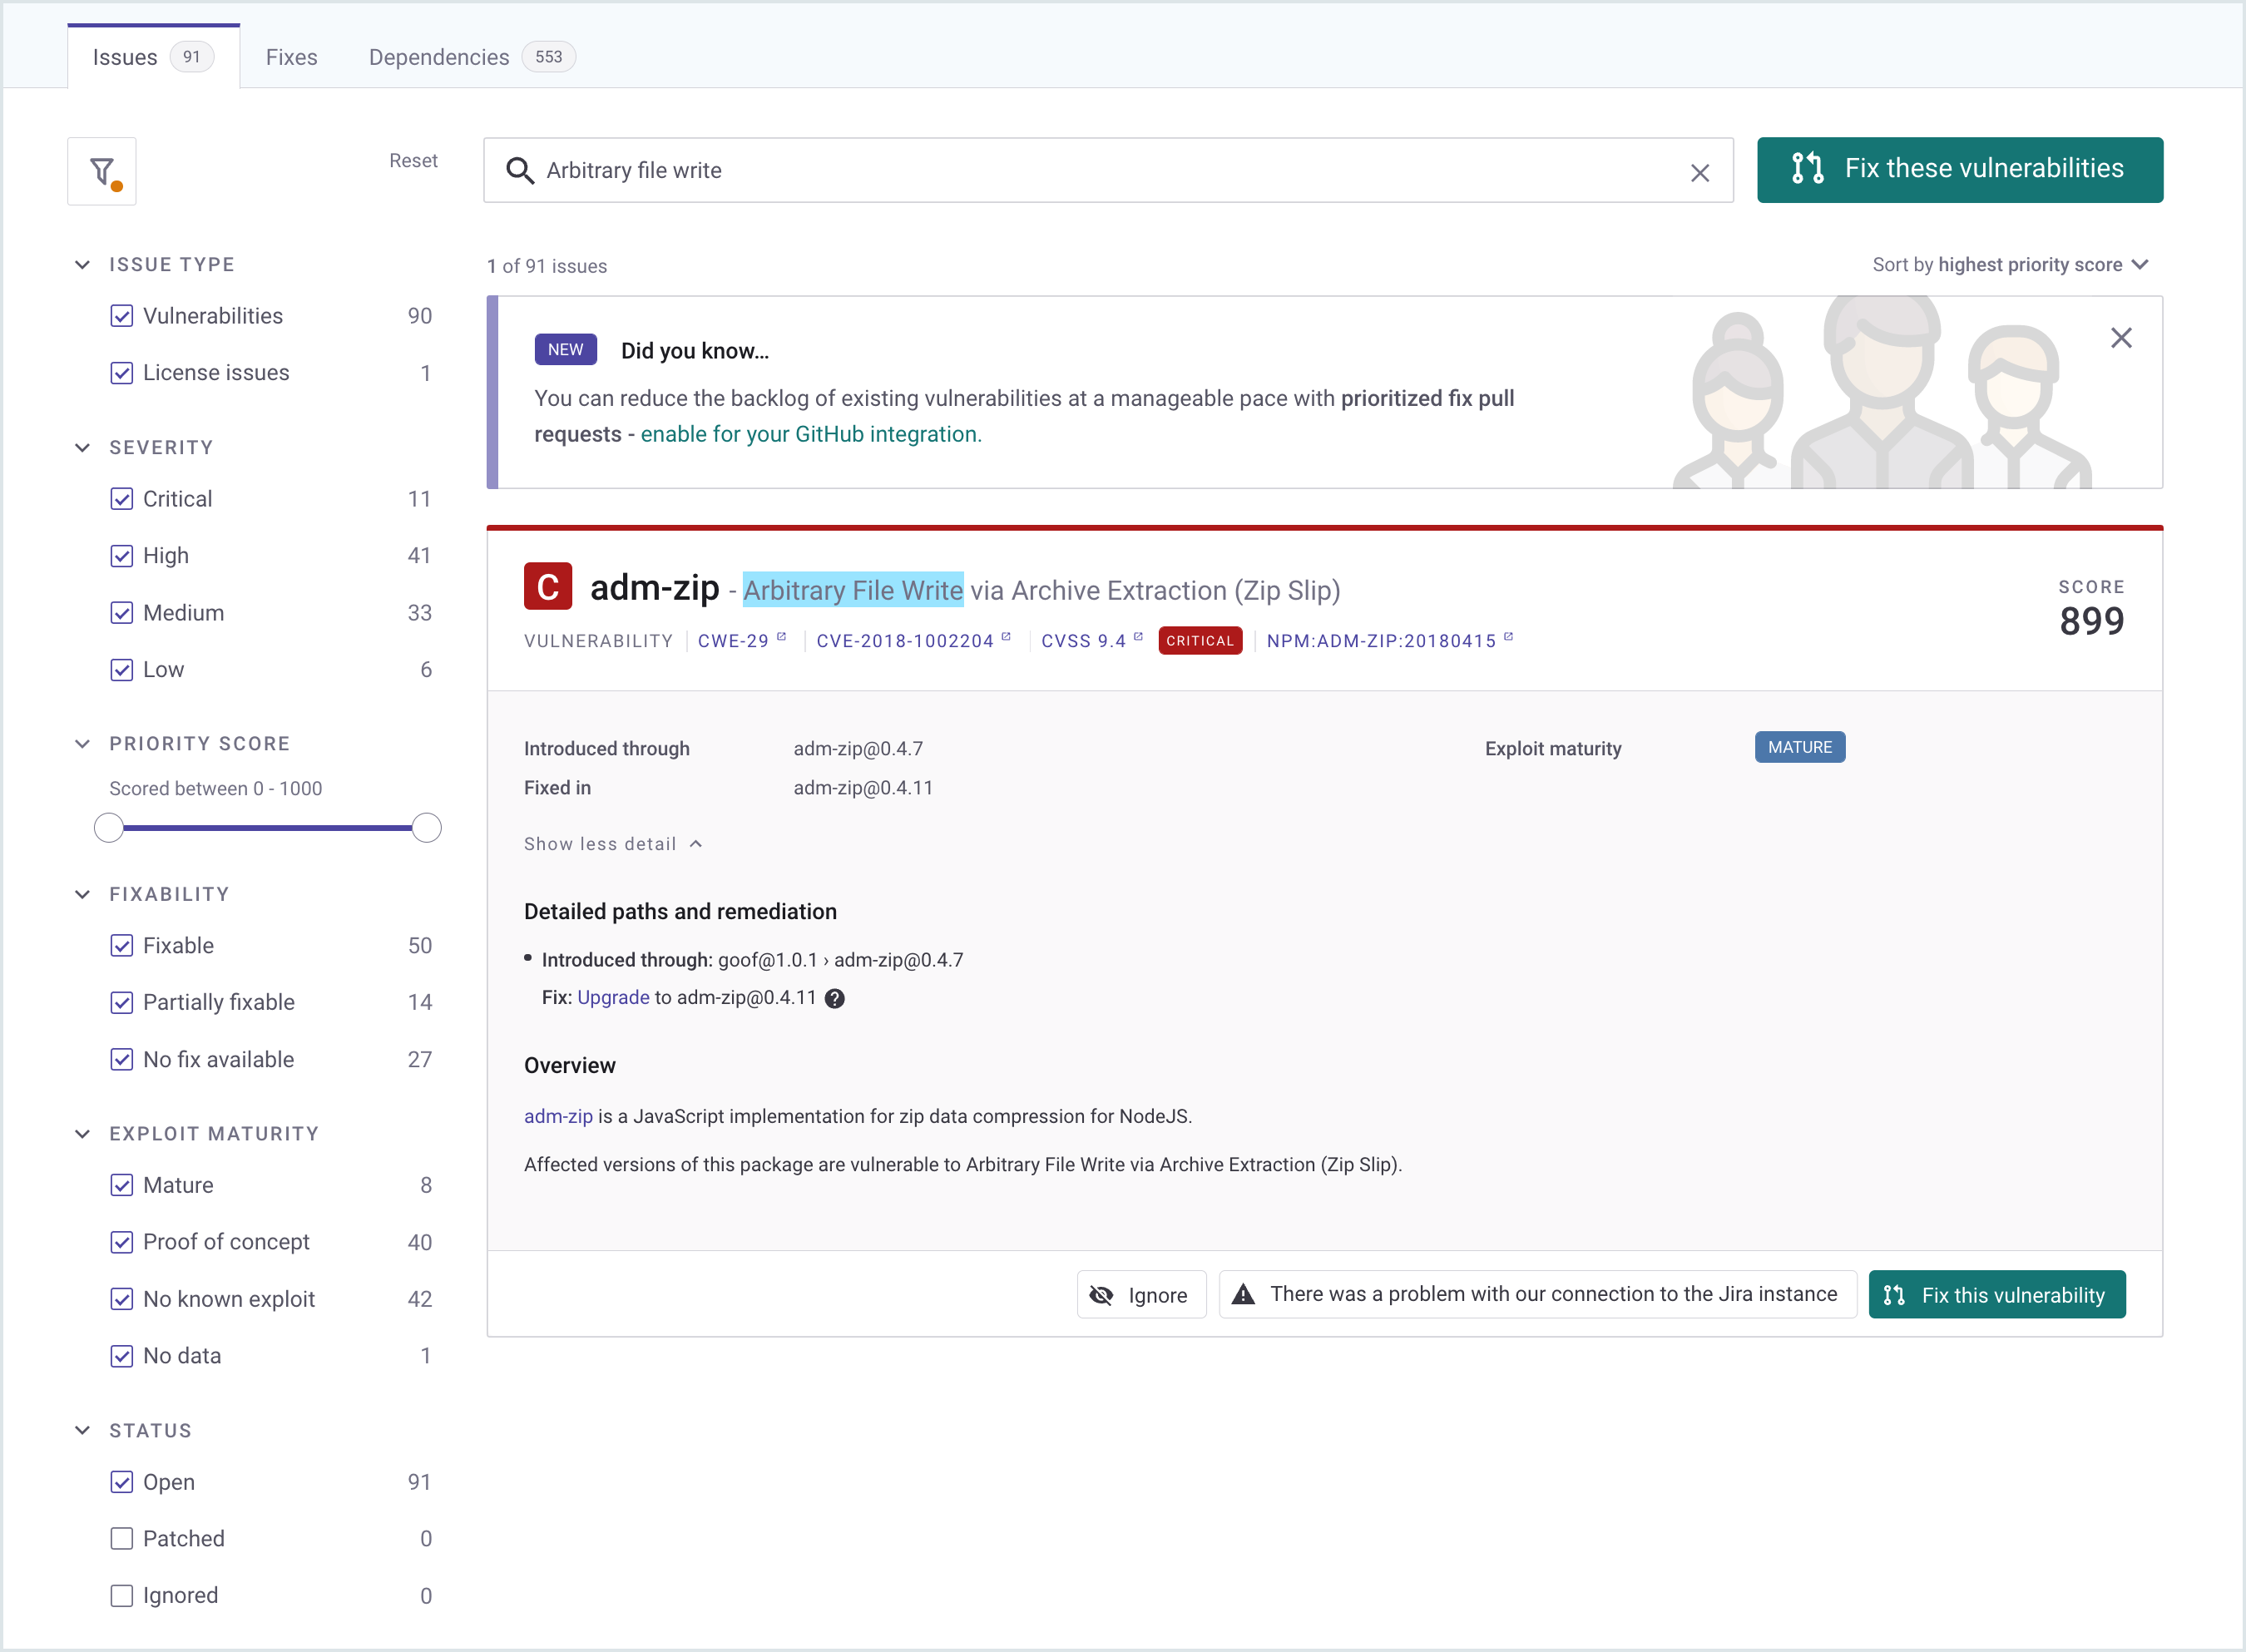 Issues 91 Fixes Dependencies 553
Reset
Arbitrary file write
Fix these vulnerabilities
ISSUE TYPE
Vulnerabilities 90
License issues 1
SEVERITY
Critical 11
High 41
Medium 33
Low 6
PRIORITY SCORE
Scored between 0 - 1000
FIXABILITY
Fixable 50
Partially fixable 14
No fix available 27
EXPLOIT MATURITY
Mature 8
Proof of concept 40
No known exploit 42
No data 1
STATUS
Open 91
Patched 0
Ignored 0
1 of 91 issues
Sort by highest priority score
NEW Did you know...
You can reduce the backlog of existing vulnerabilities at a manageable pace with prioritized fix pull
requests - enable for your GitHub integration.
C adm-zip - Arbitrary File Write via Archive Extraction (Zip Slip)
VULNERABILITY CWE-29 CVE-2018-1002204 CVSS 9.4 CRITICAL NPM:ADM-ZIP:20180415
SCORE
899
Introduced through adm-zip@0.4.7
Exploit maturity MATURE
Fixed in adm-zip@0.4.11
Show less detail
Detailed paths and remediation
• Introduced through: goof@1.0.1 › adm-zip@0.4.7
Fix: Upgrade to adm-zip@0.4.11 ?
Overview
adm-zip is a JavaScript implementation for zip data compression for NodeJS.
Affected versions of this package are vulnerable to Arbitrary File Write via Archive Extraction (Zip Slip).
Ignore
There was a problem with our connection to the Jira instance
Fix this vulnerability